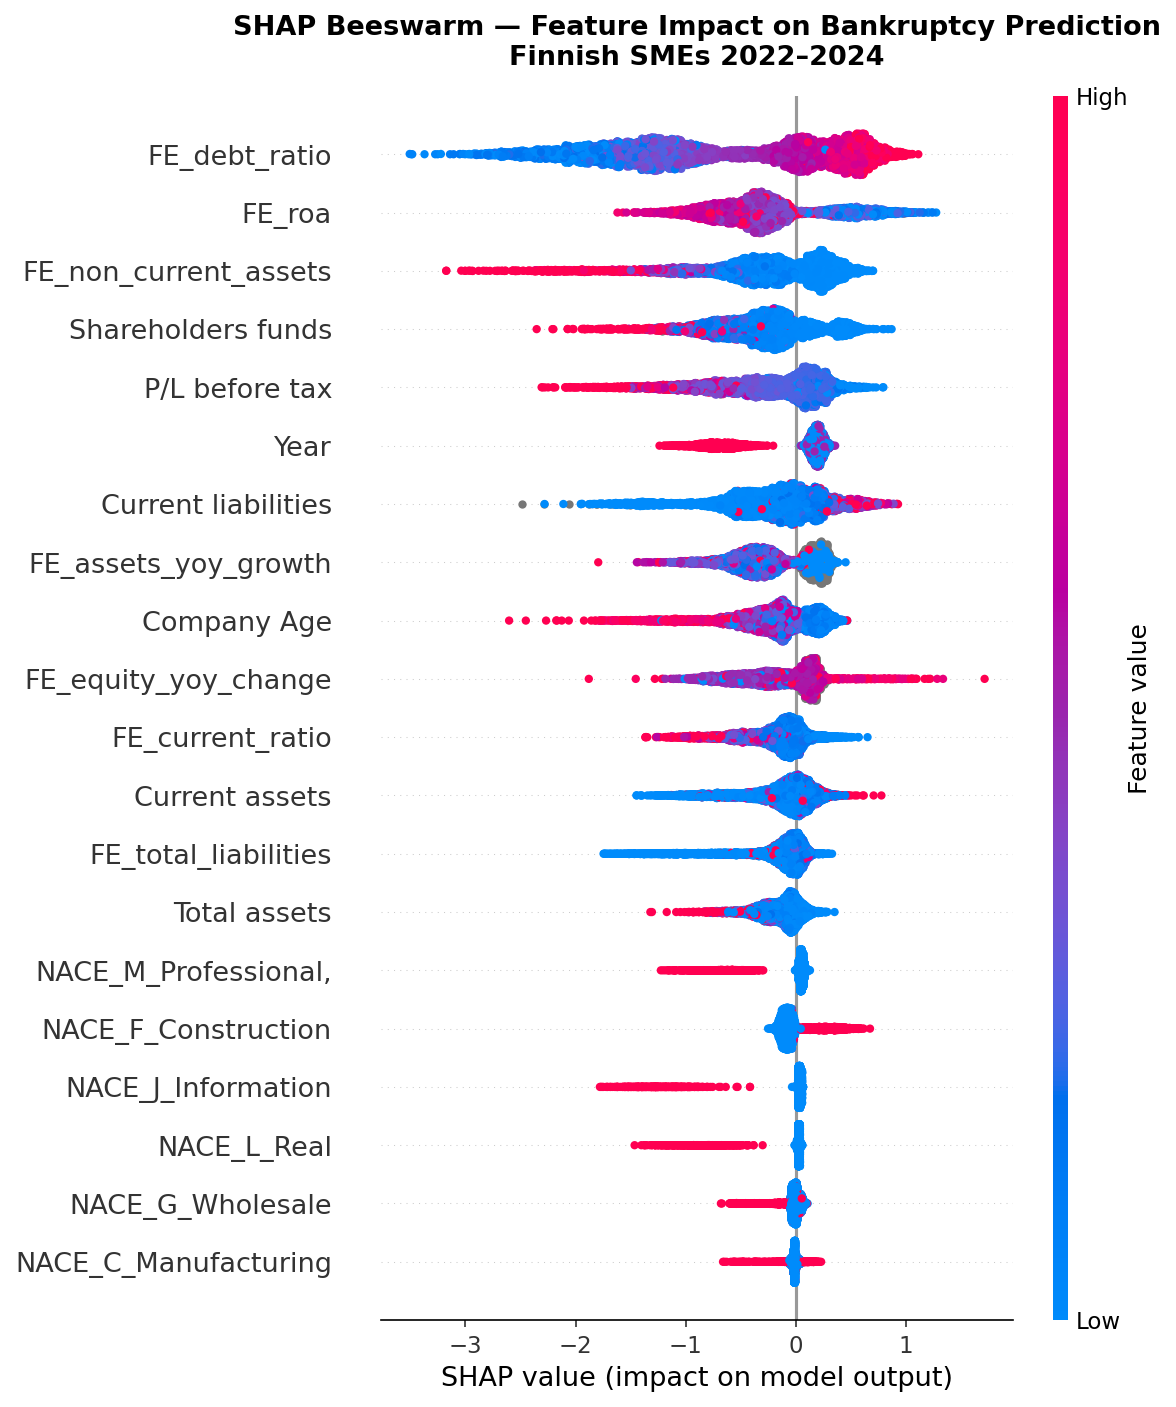 SHAP Beeswarm — Feature Impact on Bankruptcy Prediction
Finnish SMEs 2022–2024
High
FE_debt_ratio
FE_roa
FE_non_current_assets
Shareholders funds
P/L before tax
Year
Current liabilities
FE_assets_yoy_growth
Company Age
FE_equity_yoy_change
FE_current_ratio
Current assets
FE_total_liabilities
Total assets
NACE_M_Professional,
NACE_F_Construction
NACE_J_Information
NACE_L_Real
NACE_G_Wholesale
NACE_C_Manufacturing
Feature value
Low
−3 −2 −1 0 1
SHAP value (impact on model output)